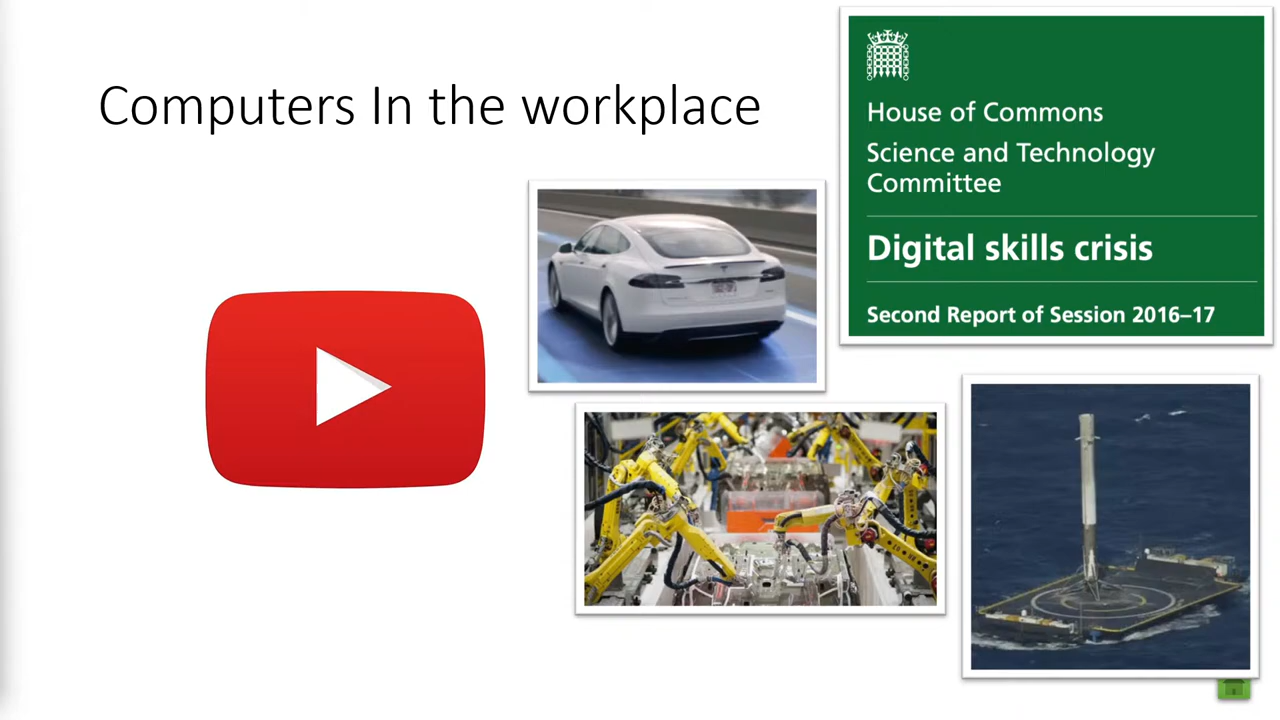 Computers In the workplace
House of Commons
Science and Technology
Committee
Digital skills crisis
Second Report of Session 2016–17